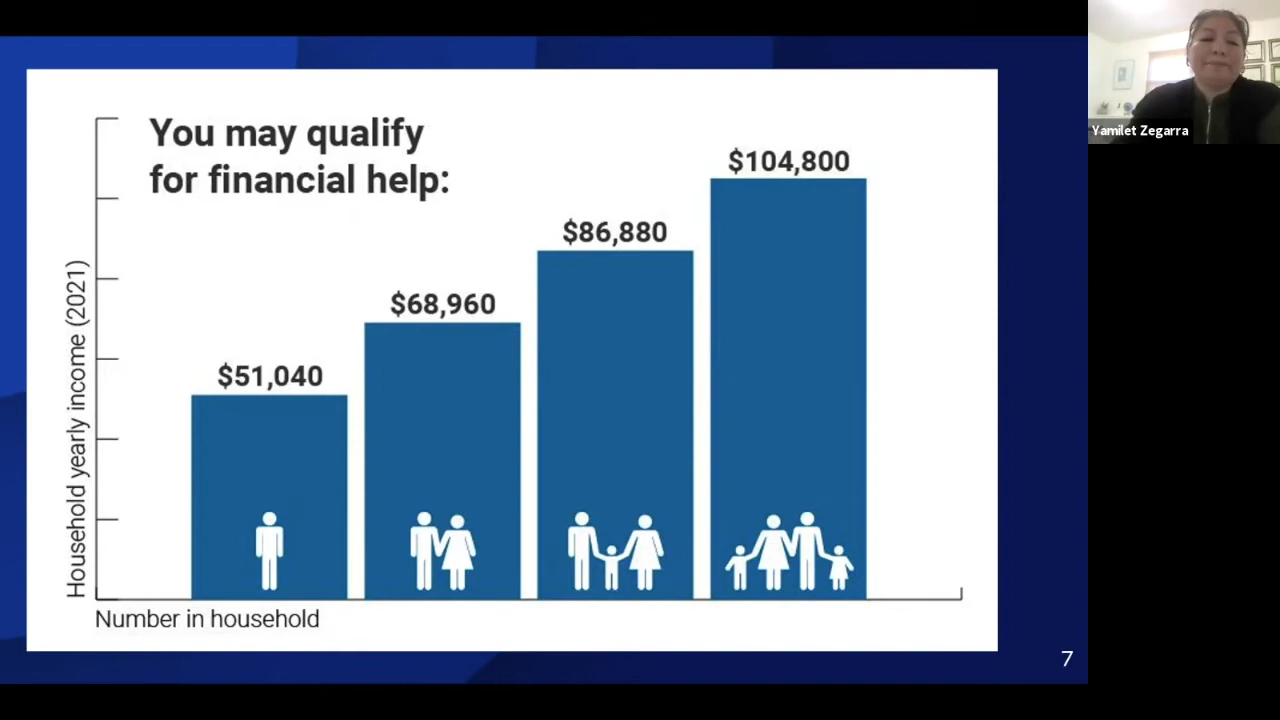 You may qualify
for financial help:
$104,800
$86,880
$68,960
$51,040
Household yearly income (2021)
Number in household
7
Yamilet Zegarra